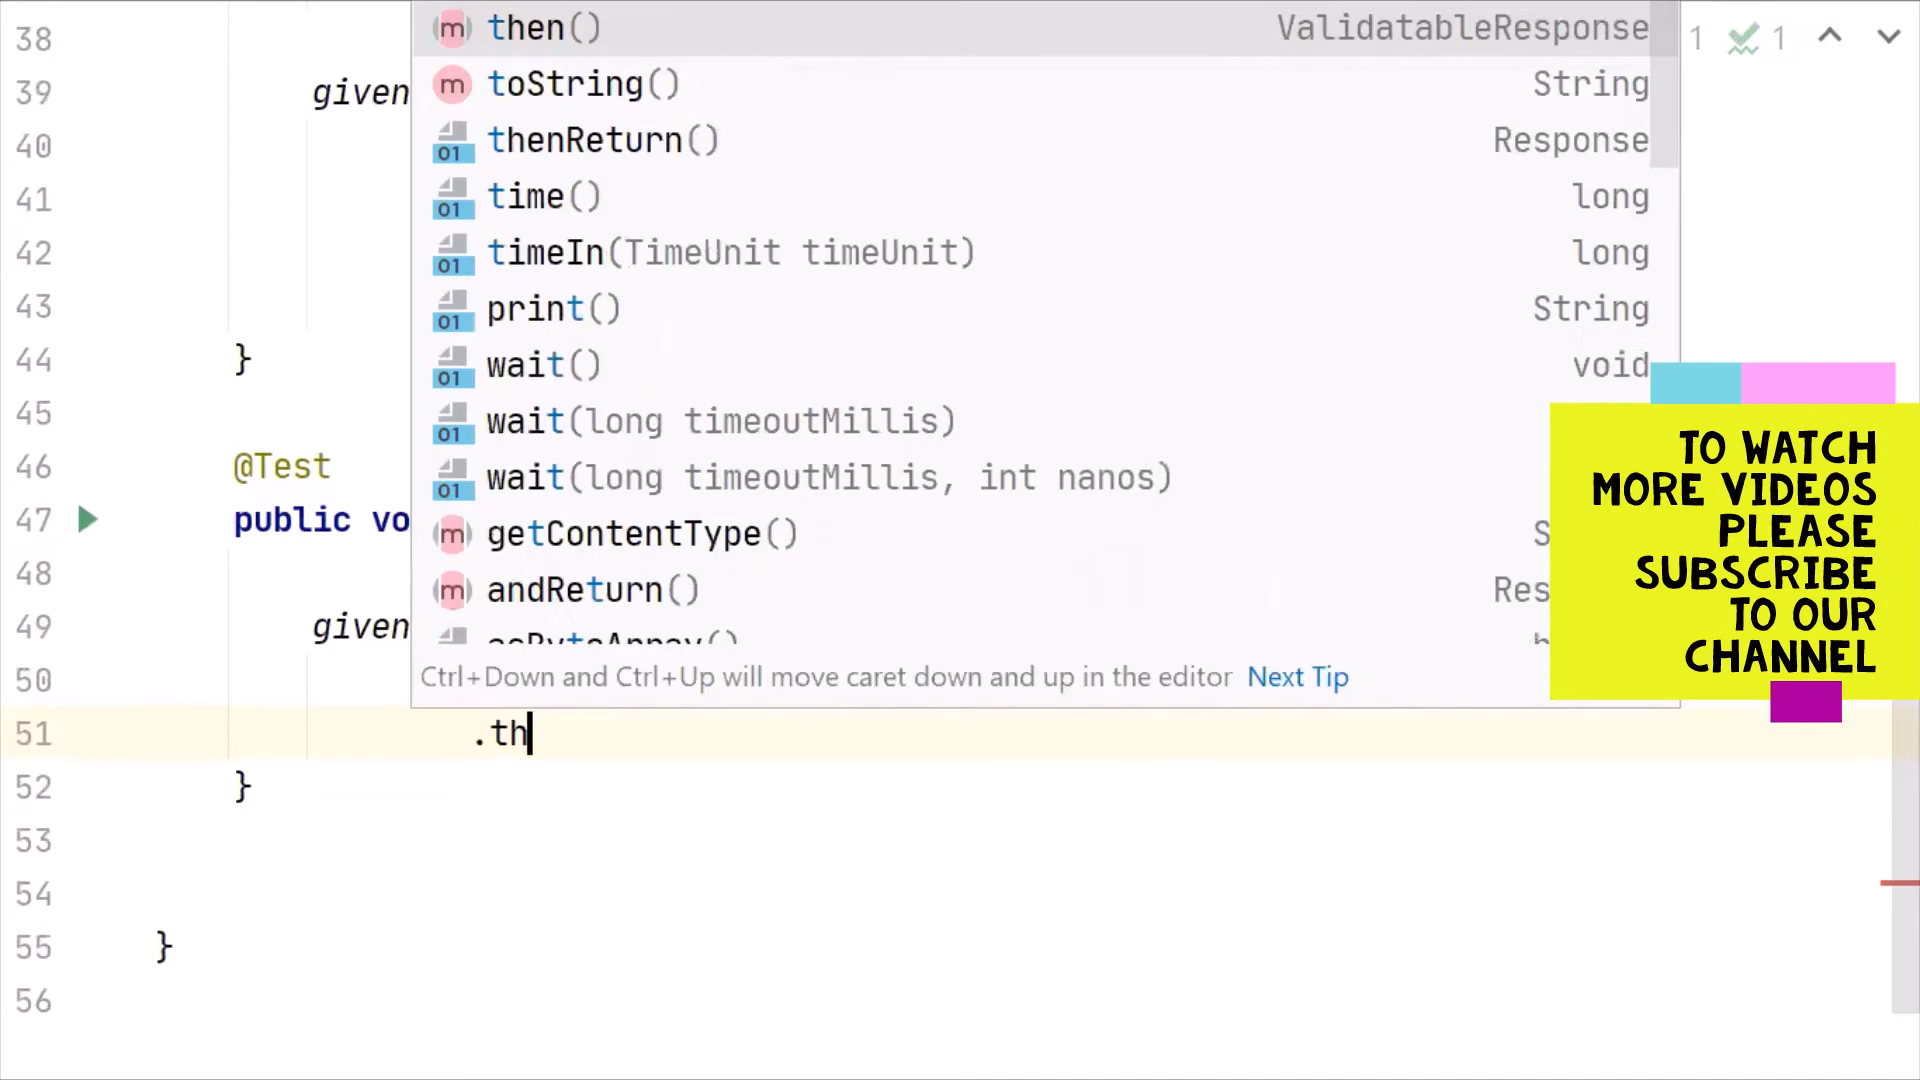 38
then() ValidatableResponse 1 1
39 given toString() String
40 thenReturn() Response
41 time() long
42 timeIn(TimeUnit timeUnit) long
43 print() String
44 } wait() void
45 wait(long timeoutMillis)
46 @Test wait(long timeoutMillis, int nanos)
47 public vo getContentType() S
48 andReturn() Res
49 given
50 Ctrl+Down and Ctrl+Up will move caret down and up in the editor Next Tip
51 .th
52 }
53
54
55 }
56
TO WATCH
MORE VIDEOS
PLEASE
SUBSCRIBE
TO OUR
CHANNEL